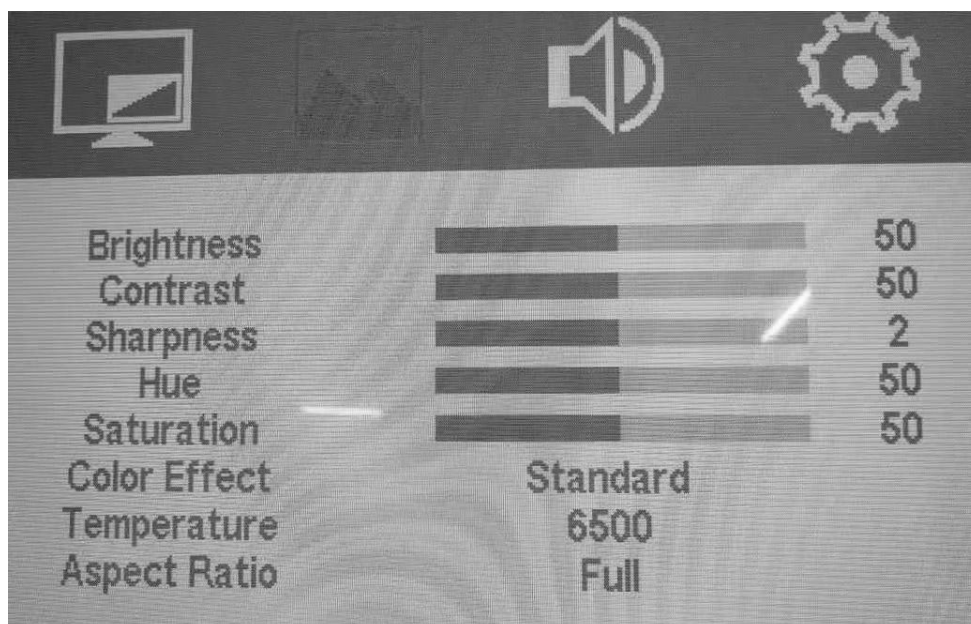 Brightness 50
Contrast 50
Sharpness 2
Hue 50
Saturation 50
Color Effect Standard
Temperature 6500
Aspect Ratio Full